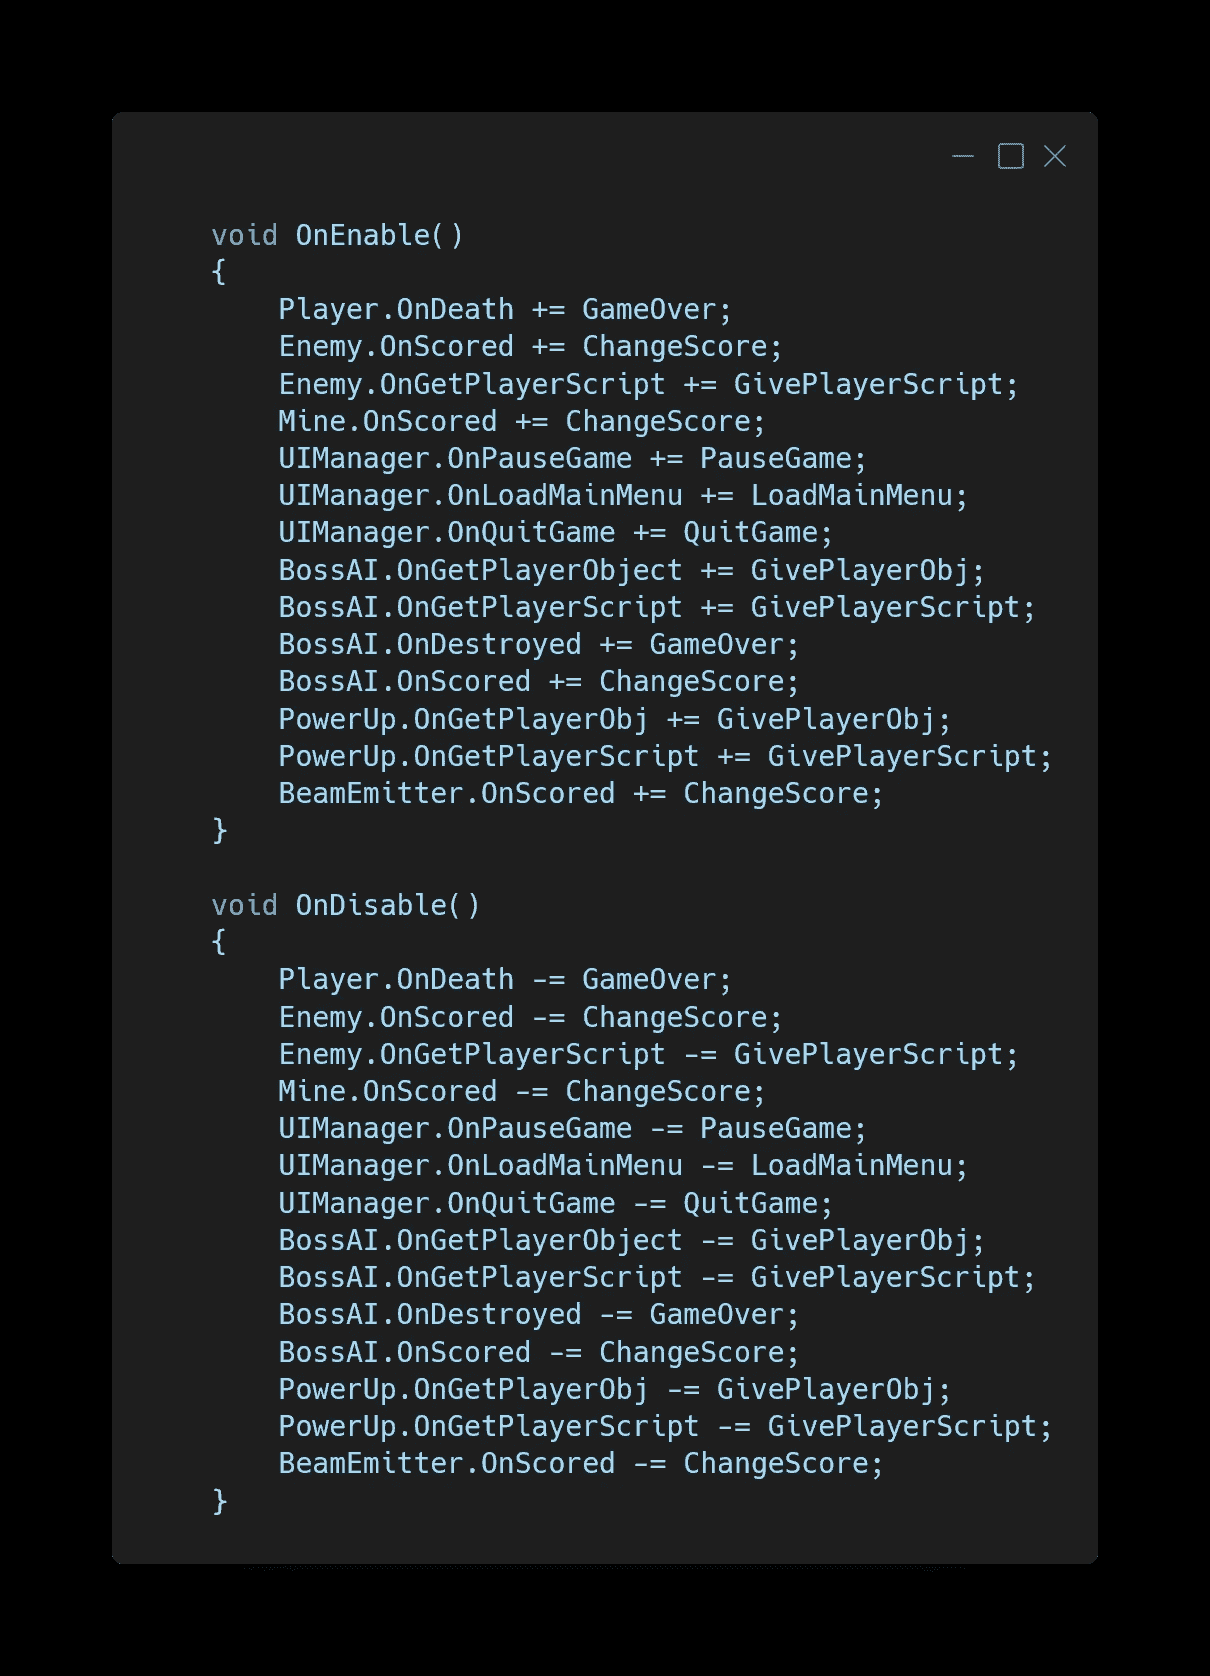 void OnEnable()
{
    Player.OnDeath += GameOver;
    Enemy.OnScored += ChangeScore;
    Enemy.OnGetPlayerScript += GivePlayerScript;
    Mine.OnScored += ChangeScore;
    UIManager.OnPauseGame += PauseGame;
    UIManager.OnLoadMainMenu += LoadMainMenu;
    UIManager.OnQuitGame += QuitGame;
    BossAI.OnGetPlayerObject += GivePlayerObj;
    BossAI.OnGetPlayerScript += GivePlayerScript;
    BossAI.OnDestroyed += GameOver;
    BossAI.OnScored += ChangeScore;
    PowerUp.OnGetPlayerObj += GivePlayerObj;
    PowerUp.OnGetPlayerScript += GivePlayerScript;
    BeamEmitter.OnScored += ChangeScore;
}

void OnDisable()
{
    Player.OnDeath -= GameOver;
    Enemy.OnScored -= ChangeScore;
    Enemy.OnGetPlayerScript -= GivePlayerScript;
    Mine.OnScored -= ChangeScore;
    UIManager.OnPauseGame -= PauseGame;
    UIManager.OnLoadMainMenu -= LoadMainMenu;
    UIManager.OnQuitGame -= QuitGame;
    BossAI.OnGetPlayerObject -= GivePlayerObj;
    BossAI.OnGetPlayerScript -= GivePlayerScript;
    BossAI.OnDestroyed -= GameOver;
    BossAI.OnScored -= ChangeScore;
    PowerUp.OnGetPlayerObj -= GivePlayerObj;
    PowerUp.OnGetPlayerScript -= GivePlayerScript;
    BeamEmitter.OnScored -= ChangeScore;
}